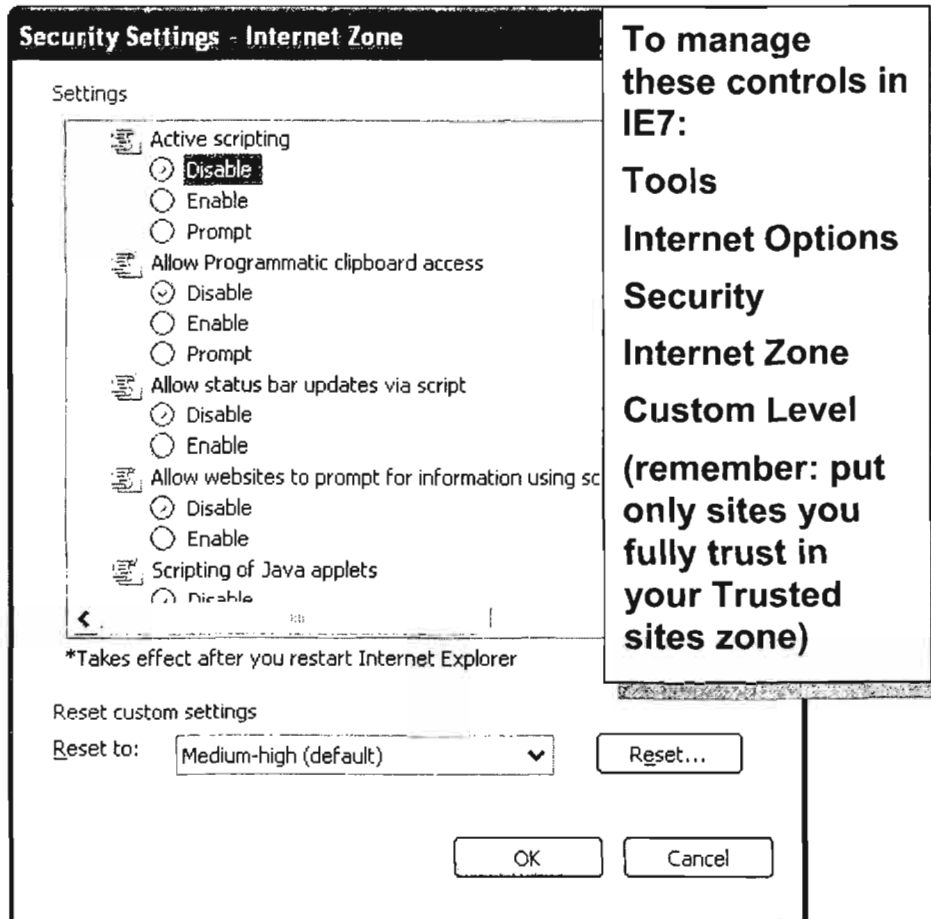 Security Settings - Internet Zone
Settings
Active scripting
Disable
Enable
Prompt
Allow Programmatic clipboard access
Disable
Enable
Prompt
Allow status bar updates via script
Disable
Enable
Allow websites to prompt for information using sc
Disable
Enable
Scripting of Java applets
Disable
*Takes effect after you restart Internet Explorer
Reset custom settings
Reset to:
Medium-high (default)
Reset...
OK
Cancel
To manage
these controls in
IE7:
Tools
Internet Options
Security
Internet Zone
Custom Level
(remember: put
only sites you
fully trust in
your Trusted
sites zone)